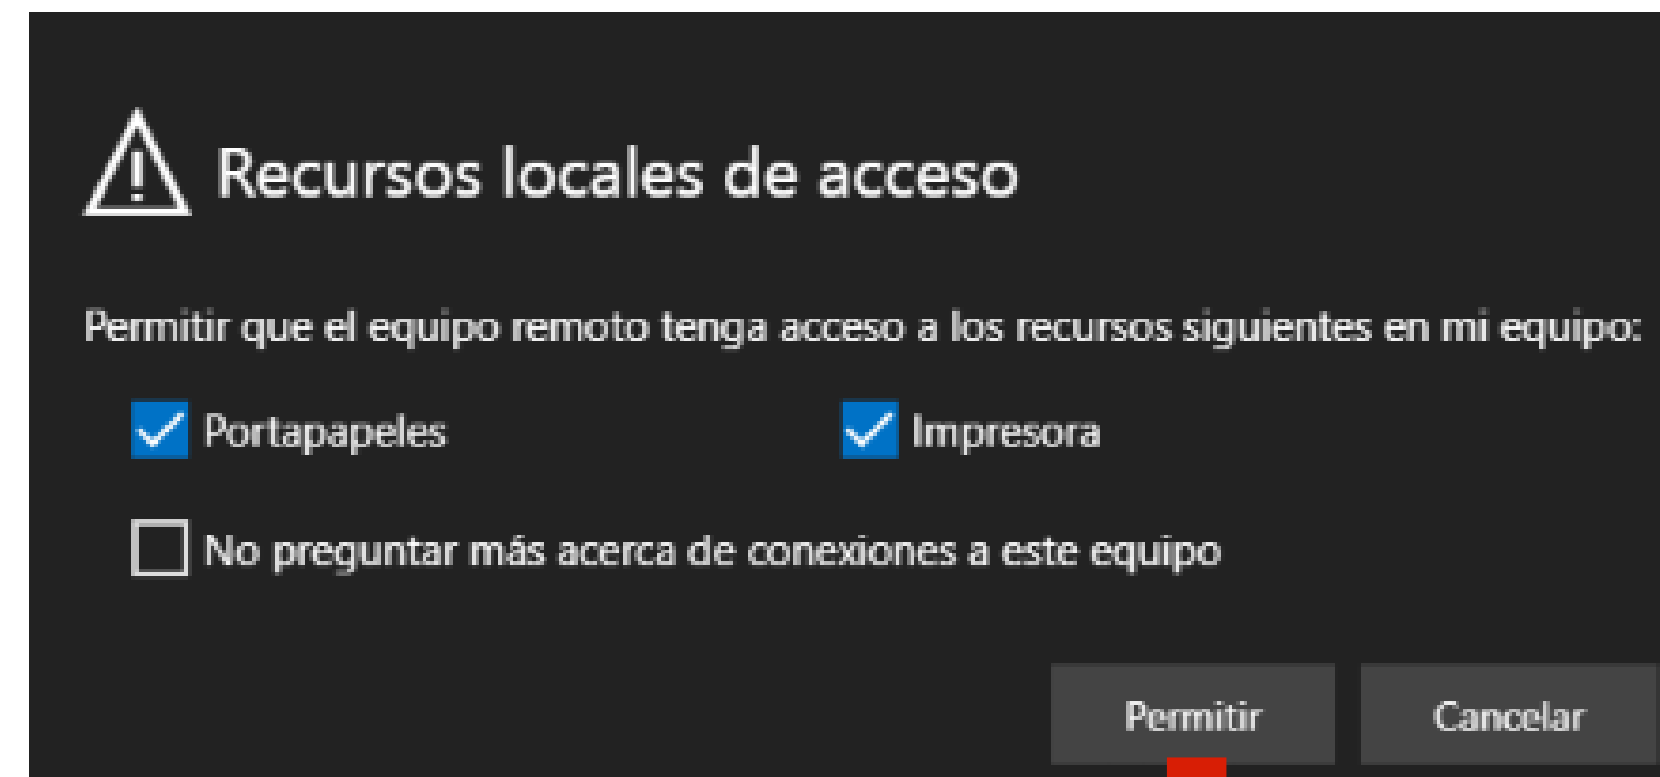 Recursos locales de acceso
Permitir que el equipo remoto tenga acceso a los recursos siguientes en mi equipo:
Portapapeles Impresora
No preguntar más acerca de conexiones a este equipo
Permitir Cancelar